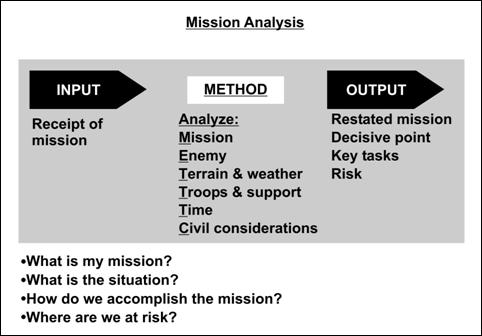 Mission Analysis
INPUT
Receipt of
mission
METHOD
Analyze:
Mission
Enemy
Terrain & weather
Troops & support
Time
Civil considerations
OUTPUT
Restated mission
Decisive point
Key tasks
Risk
•What is my mission?
•What is the situation?
•How do we accomplish the mission?
•Where are we at risk?